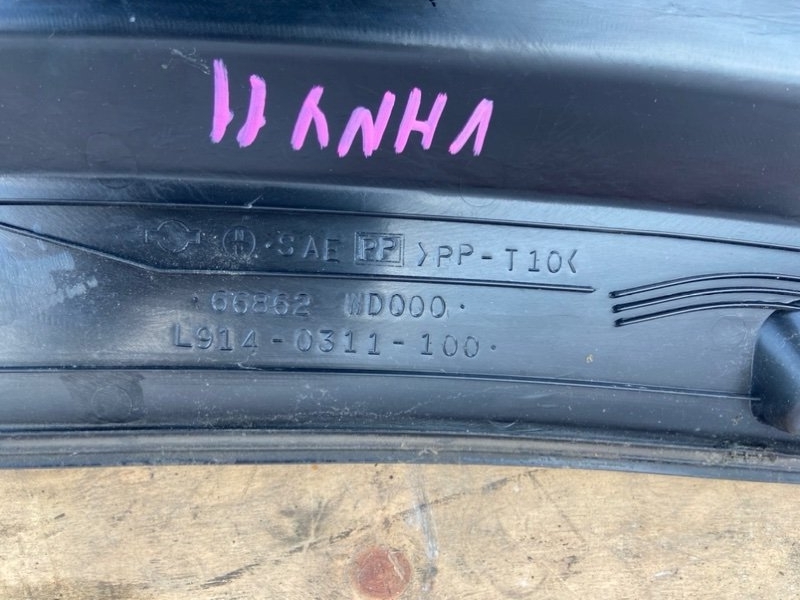 VHNY11
SAE PP >PP-T10<
66862 WD000
L914-0311-100